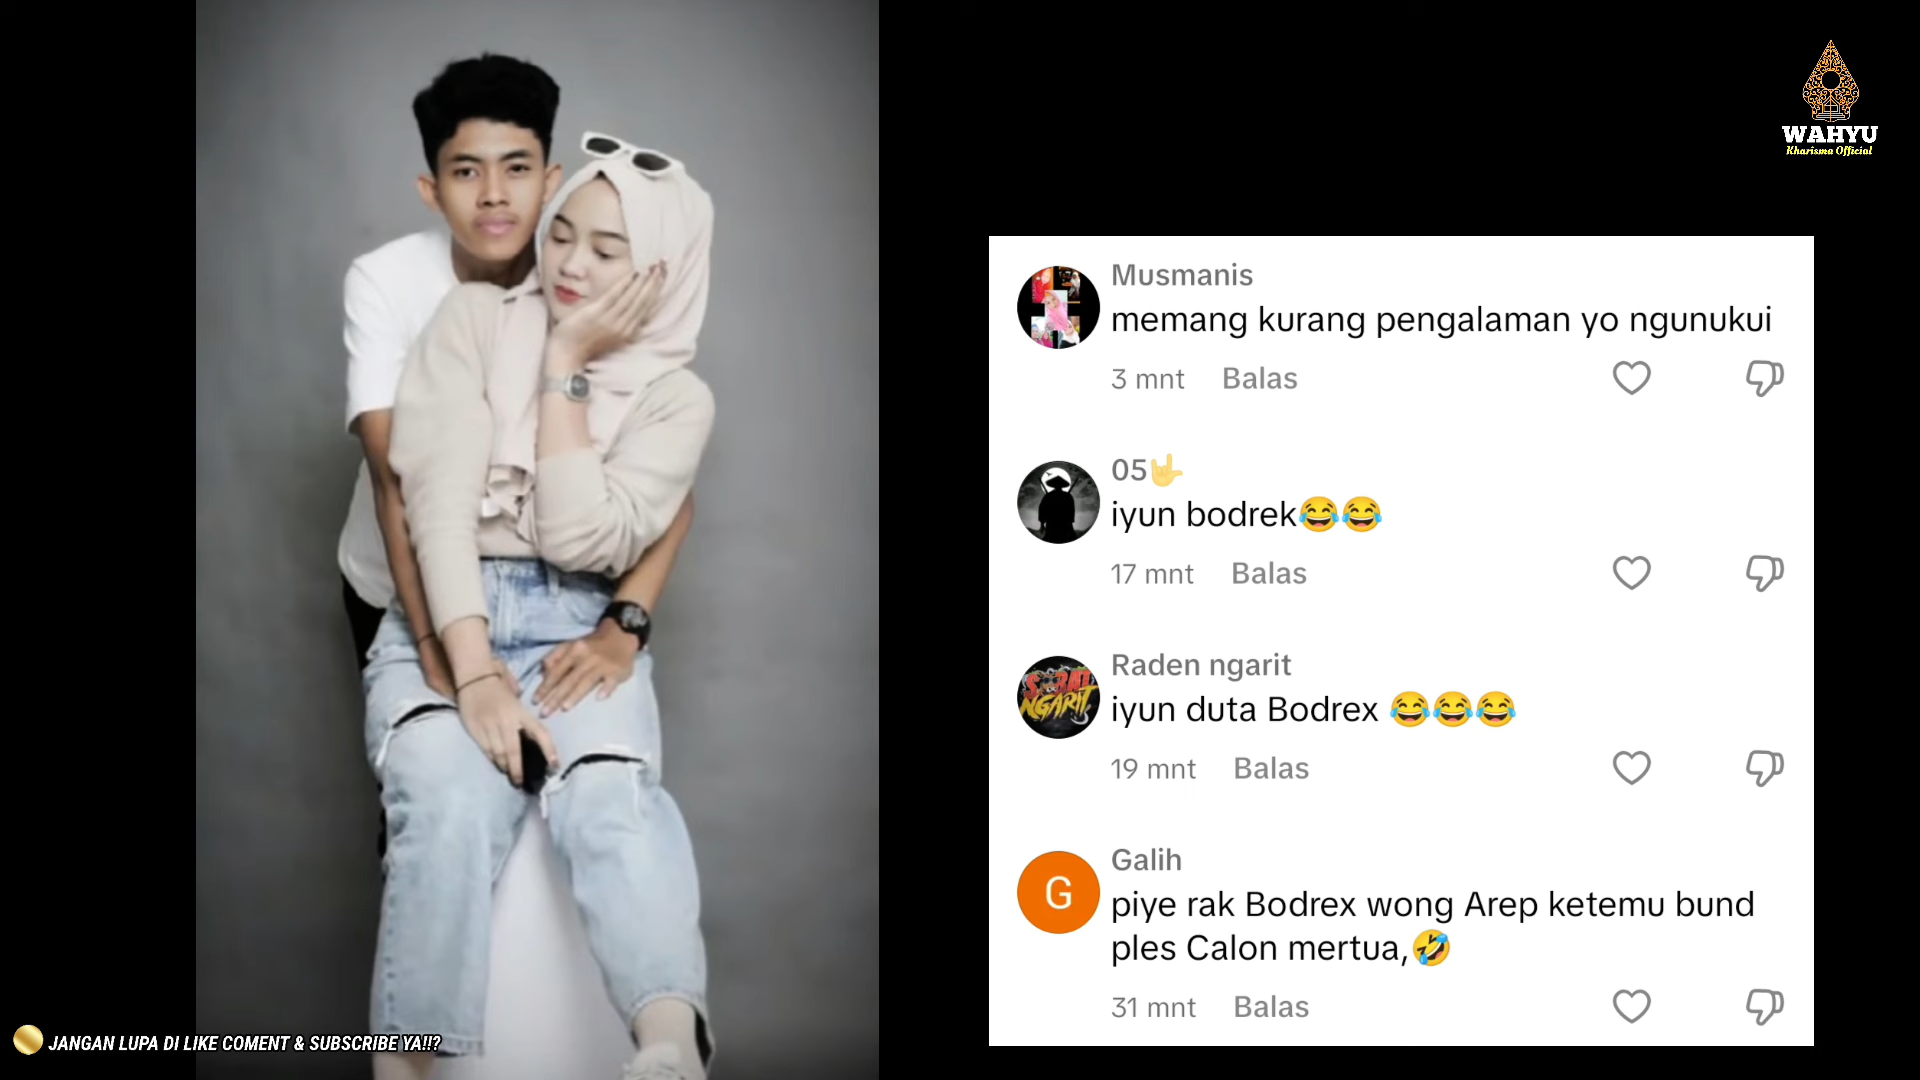 WAHYU
Kharisma Official
Musmanis
memang kurang pengalaman yo ngunukui
3 mnt Balas
05🤟
iyun bodrek😂😂
17 mnt Balas
Raden ngarit
iyun duta Bodrex 😂😂😂
19 mnt Balas
SOBAT
NGARIT
Galih
G
piye rak Bodrex wong Arep ketemu bund
ples Calon mertua,🤣
31 mnt Balas
JANGAN LUPA DI LIKE COMENT & SUBSCRIBE YA!!?